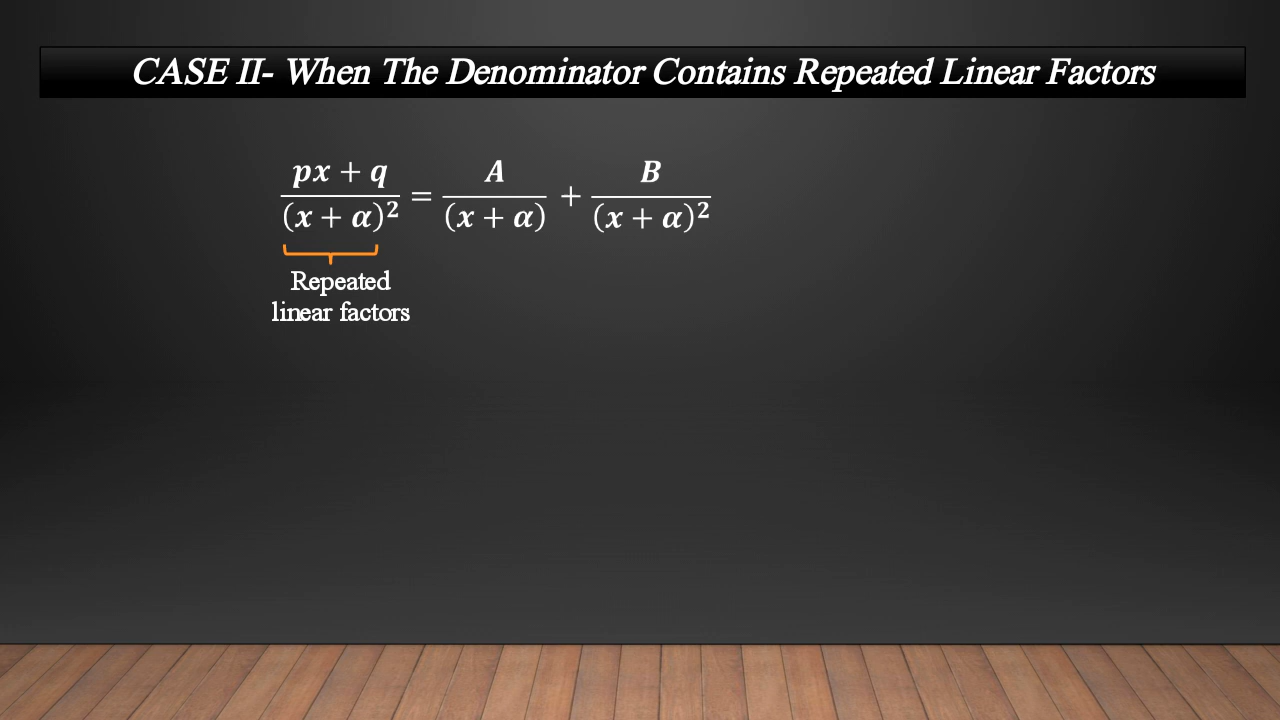 CASE II- When The Denominator Contains Repeated Linear Factors
px + q / (x + α)² = A / (x + α) + B / (x + α)²
Repeated
linear factors